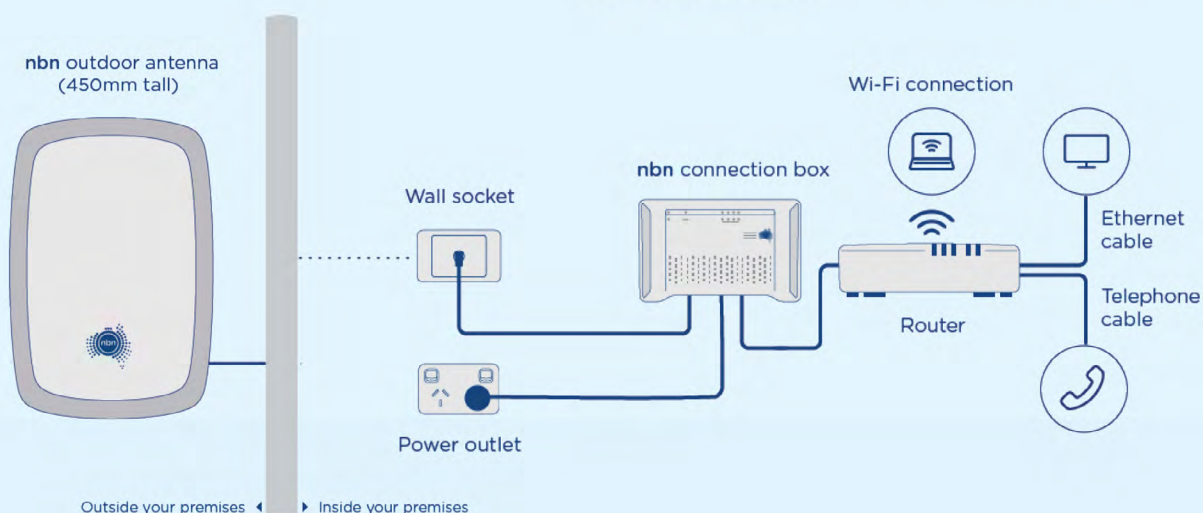 nbn outdoor antenna
(450mm tall)
nbn
Wall socket
Power outlet
nbn connection box
Wi-Fi connection
Router
Ethernet
cable
Telephone
cable
Outside your premises
Inside your premises